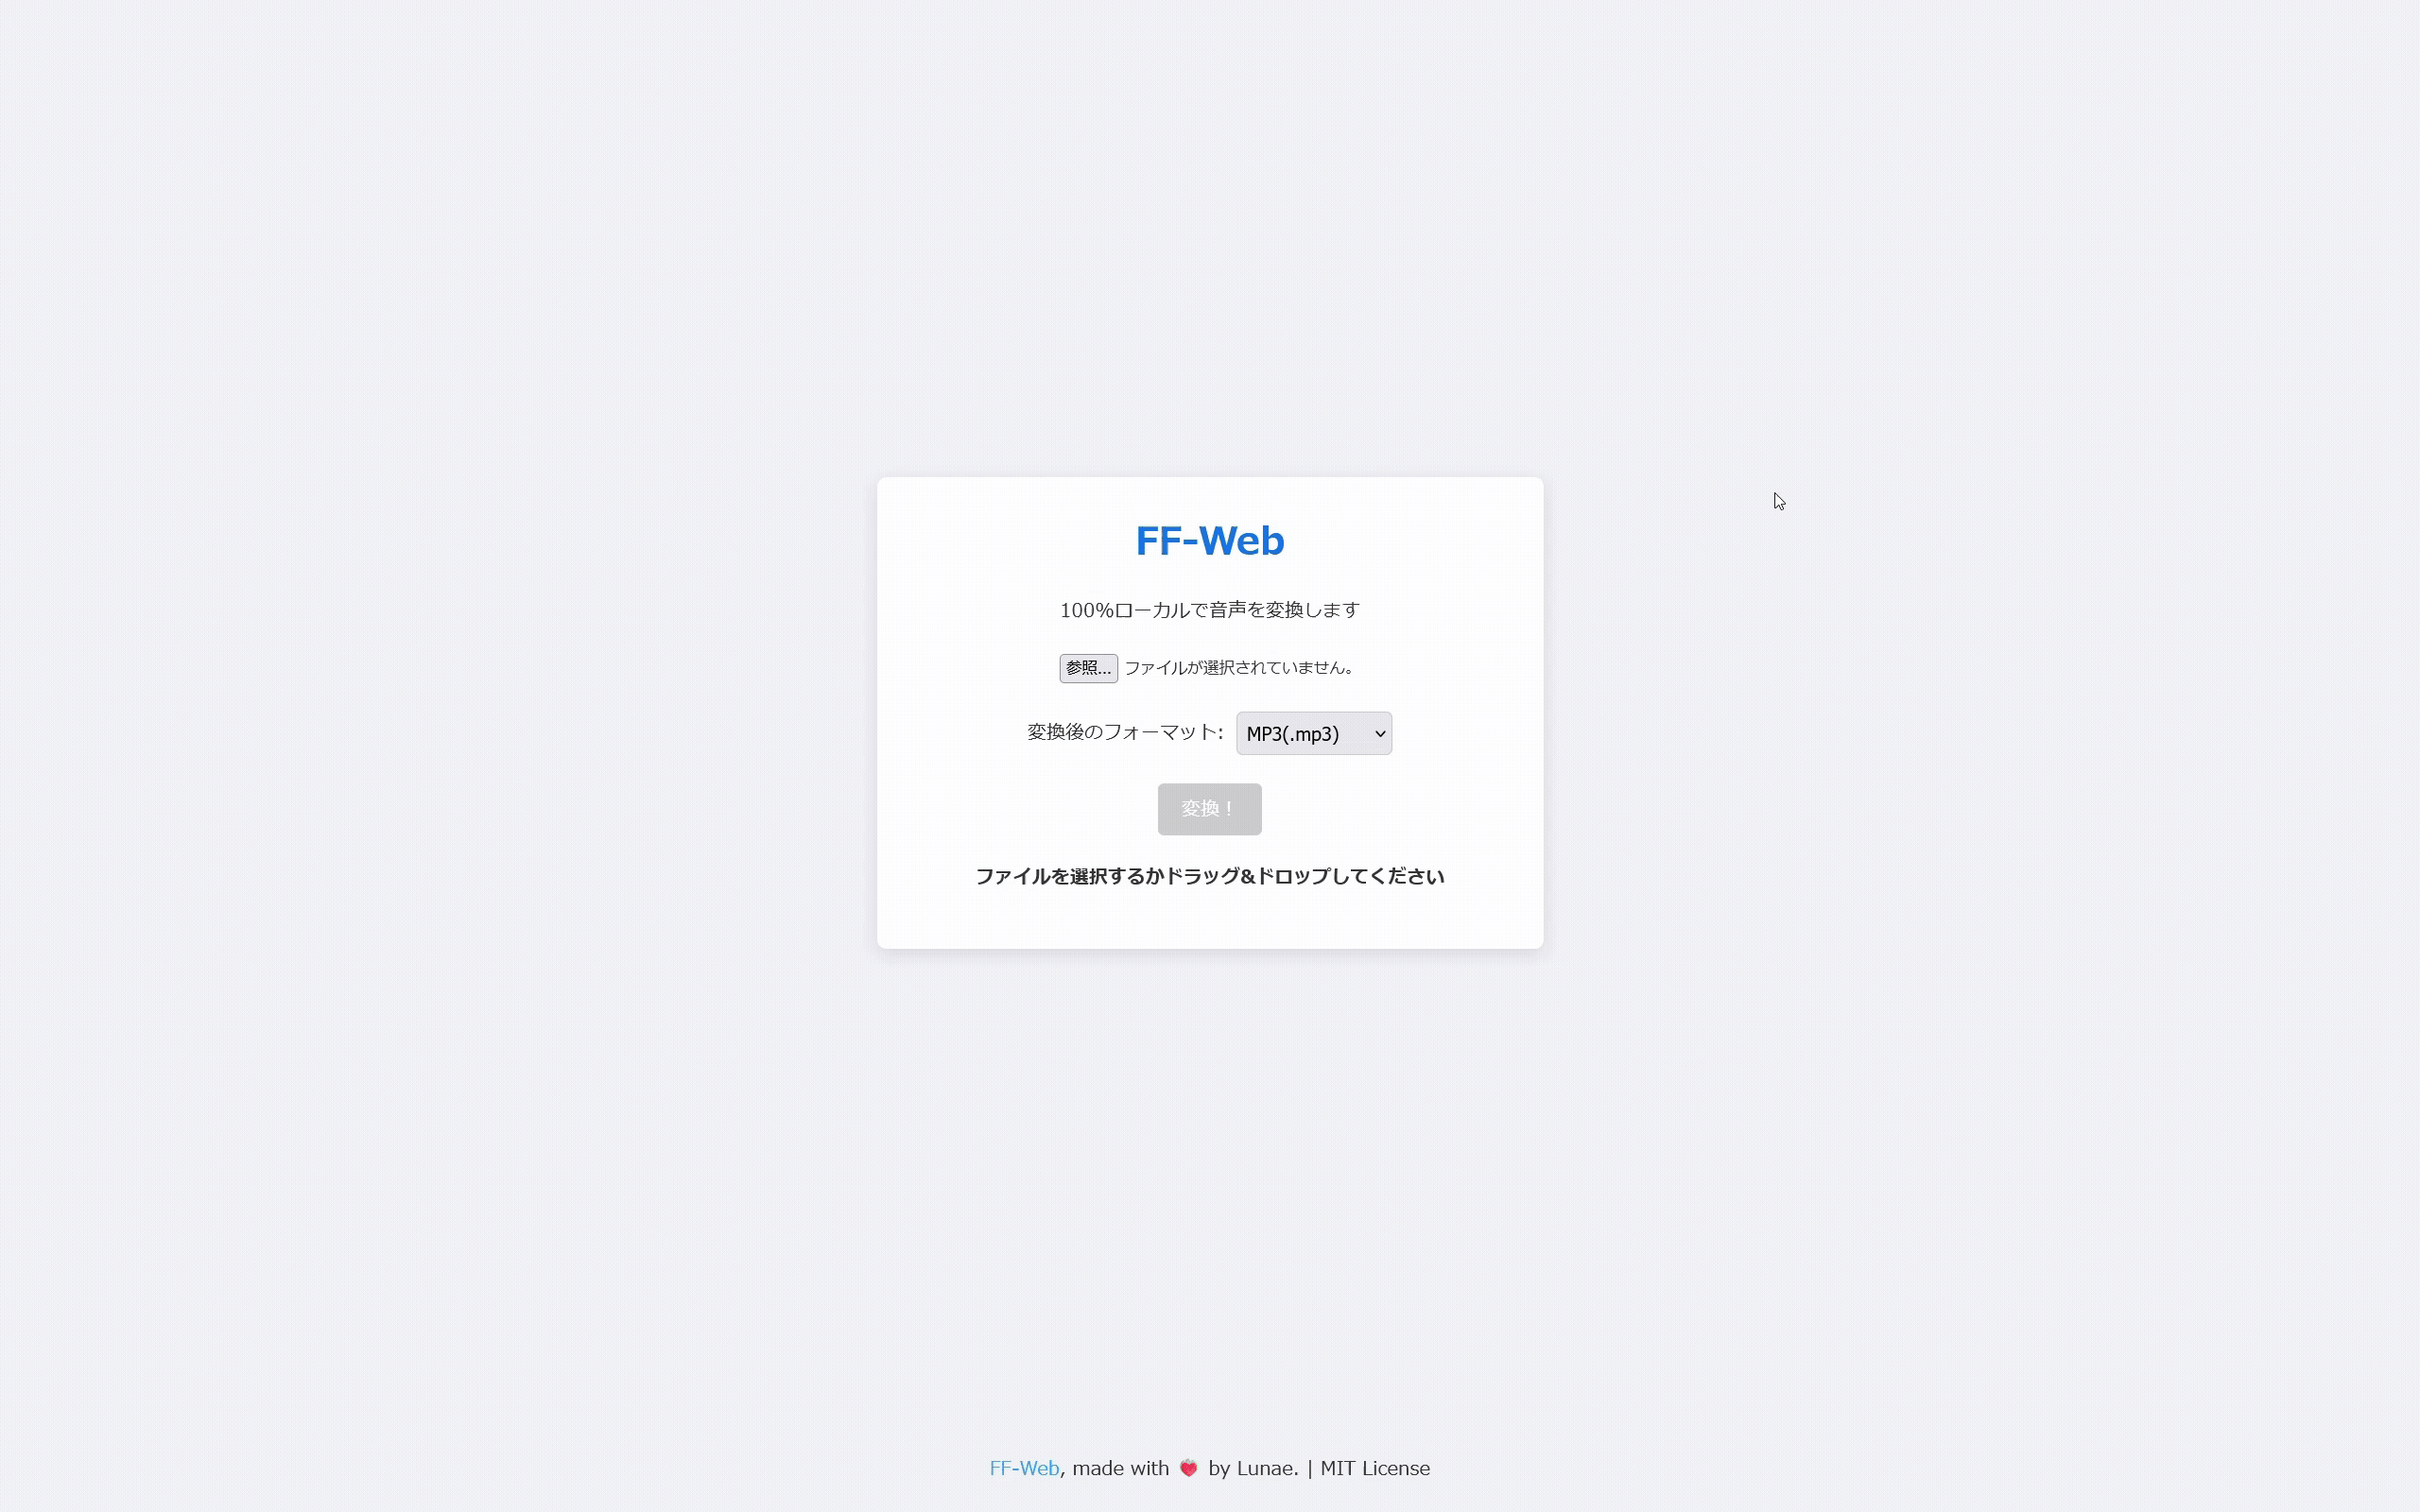 FF-Web
100%ローカルで音声を変換します
参照... ファイルが選択されていません。
変換後のフォーマット: MP3(.mp3)
変換！
ファイルを選択するかドラッグ&ドロップしてください
FF-Web, made with 💗 by Lunae. | MIT License